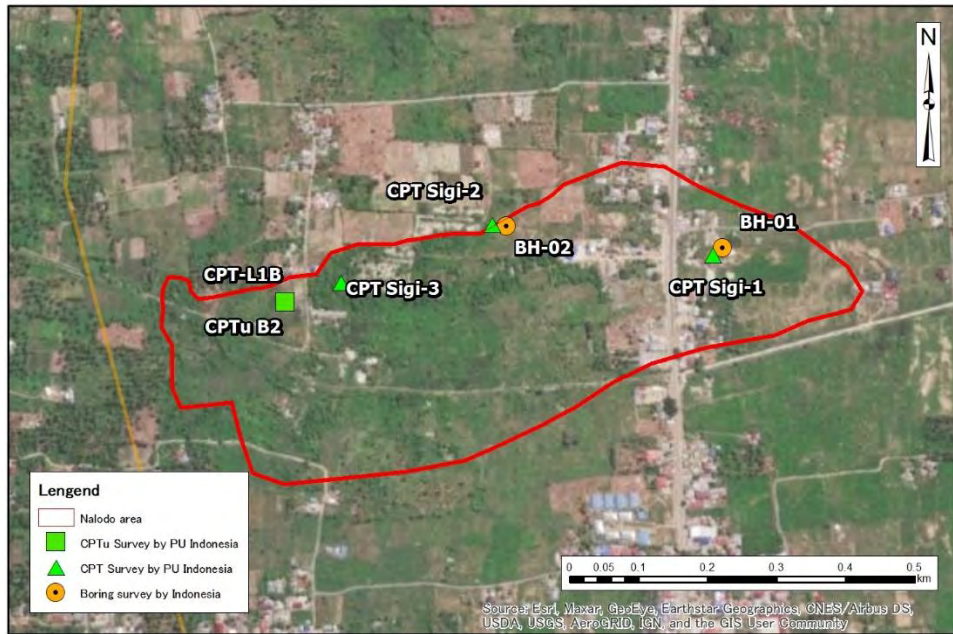 N
CPT Sigi-2
BH-02
BH-01
CPT-L1B
CPT Sigi-3
CPT Sigi-1
CPTu B2
Lengend
Nalodo area
CPTu Survey by PU Indonesia
CPT Survey by PU Indonesia
Boring survey by Indonesia
0 0.05 0.1 0.2 0.3 0.4 0.5
km
Source: Esri, Maxar, GeoEye, Earthstar Geographics, CNES/Airbus DS,
USDA, USGS, AeroGRID, IGN, and the GIS User Community